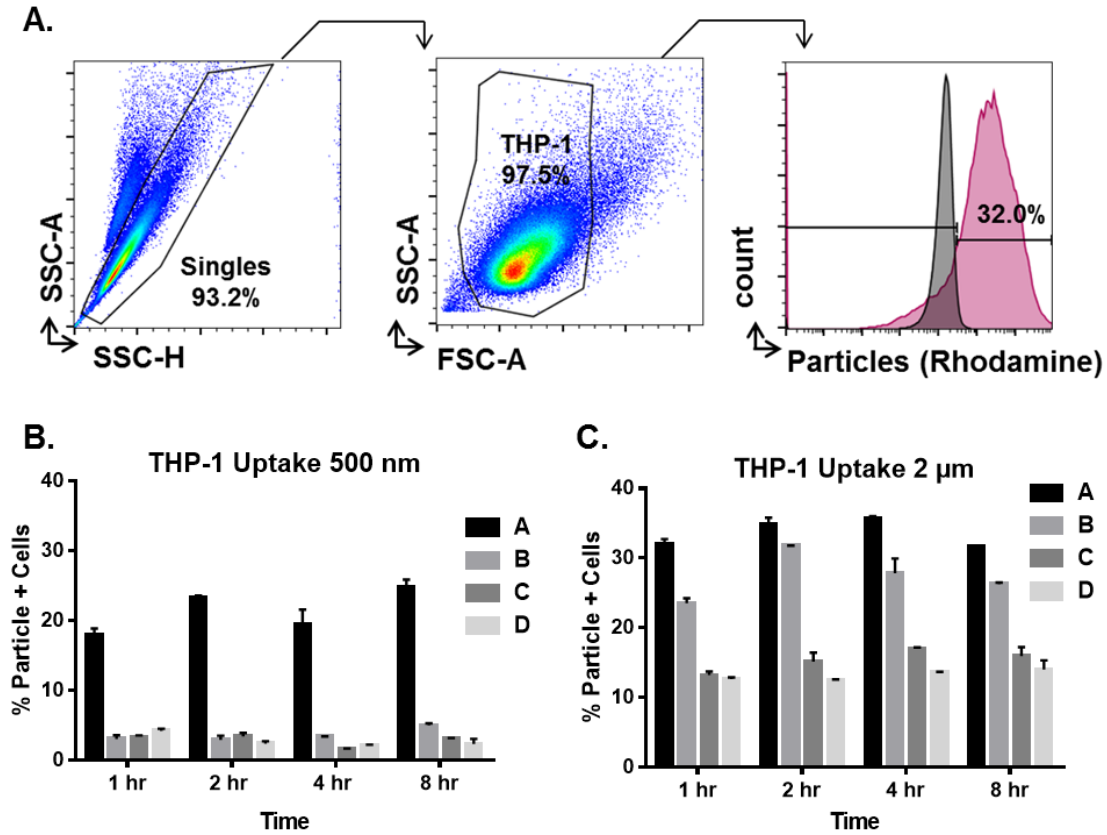 A.
SSC-A
Singles
93.2%
SSC-H
THP-1
97.5%
SSC-A
FSC-A
32.0%
count
Particles (Rhodamine)
B.
THP-1 Uptake 500 nm
% Particle + Cells
40
30
20
10
0
1 hr 2 hr 4 hr 8 hr
Time
A
B
C
D
C.
THP-1 Uptake 2 µm
% Particle + Cells
40
30
20
10
0
1 hr 2 hr 4 hr 8 hr
Time
A
B
C
D